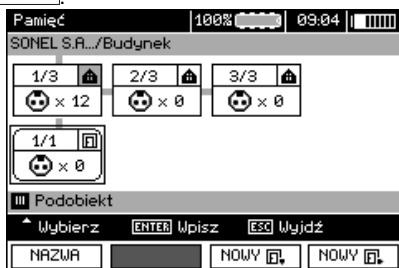 Pamięć 100% 09:04
SONEL S.A../Budynek
1/3 2/3 3/3
x 12 x 0 x 0
1/1
x 0
Podobiekt
Wybierz ENTER Wpisz ESC Wyjdź
NAZWA NOWY NOWY